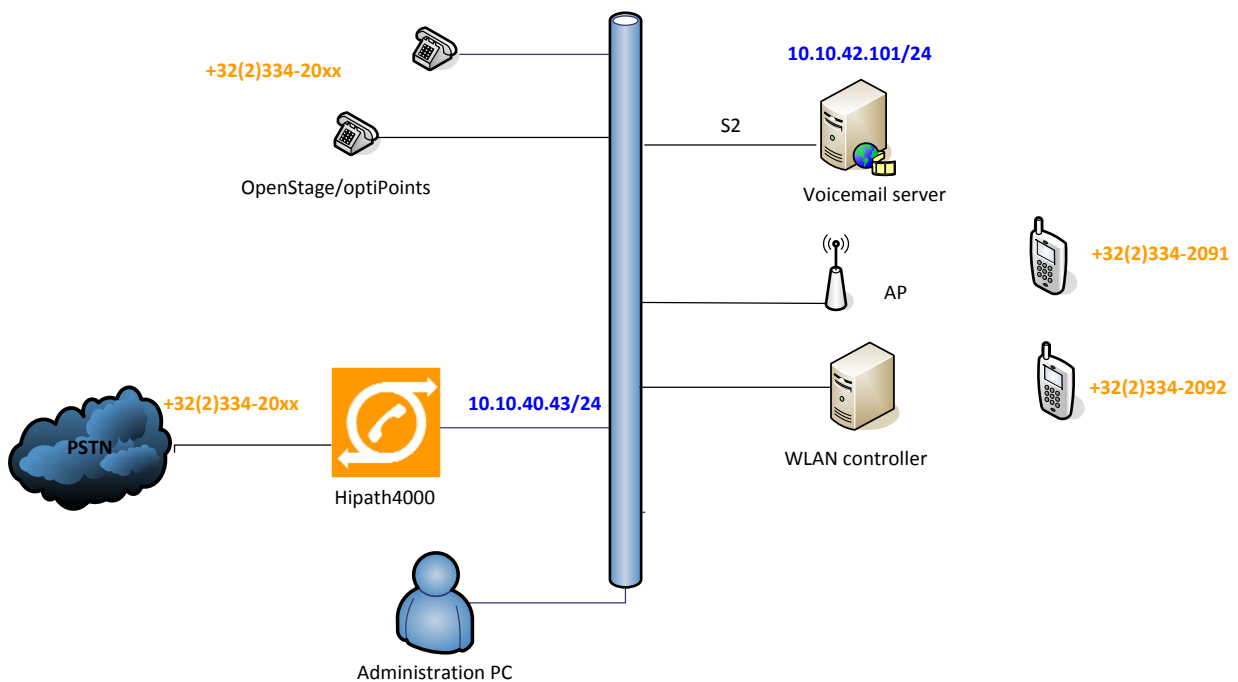 +32(2)334-20xx
10.10.42.101/24
S2
OpenStage/optiPoints
Voicemail server
+32(2)334-2091
AP
+32(2)334-20xx
10.10.40.43/24
+32(2)334-2092
PSTN
WLAN controller
Hipath4000
Administration PC